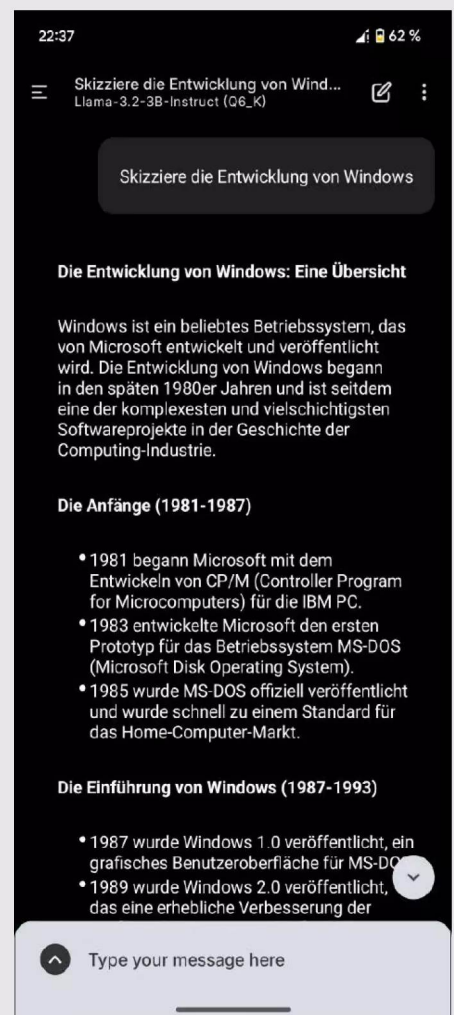 22:37
62 %
Skizziere die Entwicklung von Wind...
Llama-3.2-3B-Instruct (Q6_K)
Skizziere die Entwicklung von Windows
Die Entwicklung von Windows: Eine Übersicht
Windows ist ein beliebtes Betriebssystem, das
von Microsoft entwickelt und veröffentlicht
wird. Die Entwicklung von Windows begann
in den späten 1980er Jahren und ist seitdem
eine der komplexesten und vielschichtigsten
Softwareprojekte in der Geschichte der
Computing-Industrie.
Die Anfänge (1981-1987)
• 1981 begann Microsoft mit dem
Entwickeln von CP/M (Controller Program
for Microcomputers) für die IBM PC.
• 1983 entwickelte Microsoft den ersten
Prototyp für das Betriebssystem MS-DOS
(Microsoft Disk Operating System).
• 1985 wurde MS-DOS offiziell veröffentlicht
und wurde schnell zu einem Standard für
das Home-Computer-Markt.
Die Einführung von Windows (1987-1993)
• 1987 wurde Windows 1.0 veröffentlicht, ein
grafisches Benutzeroberfläche für MS-DO
• 1989 wurde Windows 2.0 veröffentlicht,
das eine erhebliche Verbesserung der
Type your message here